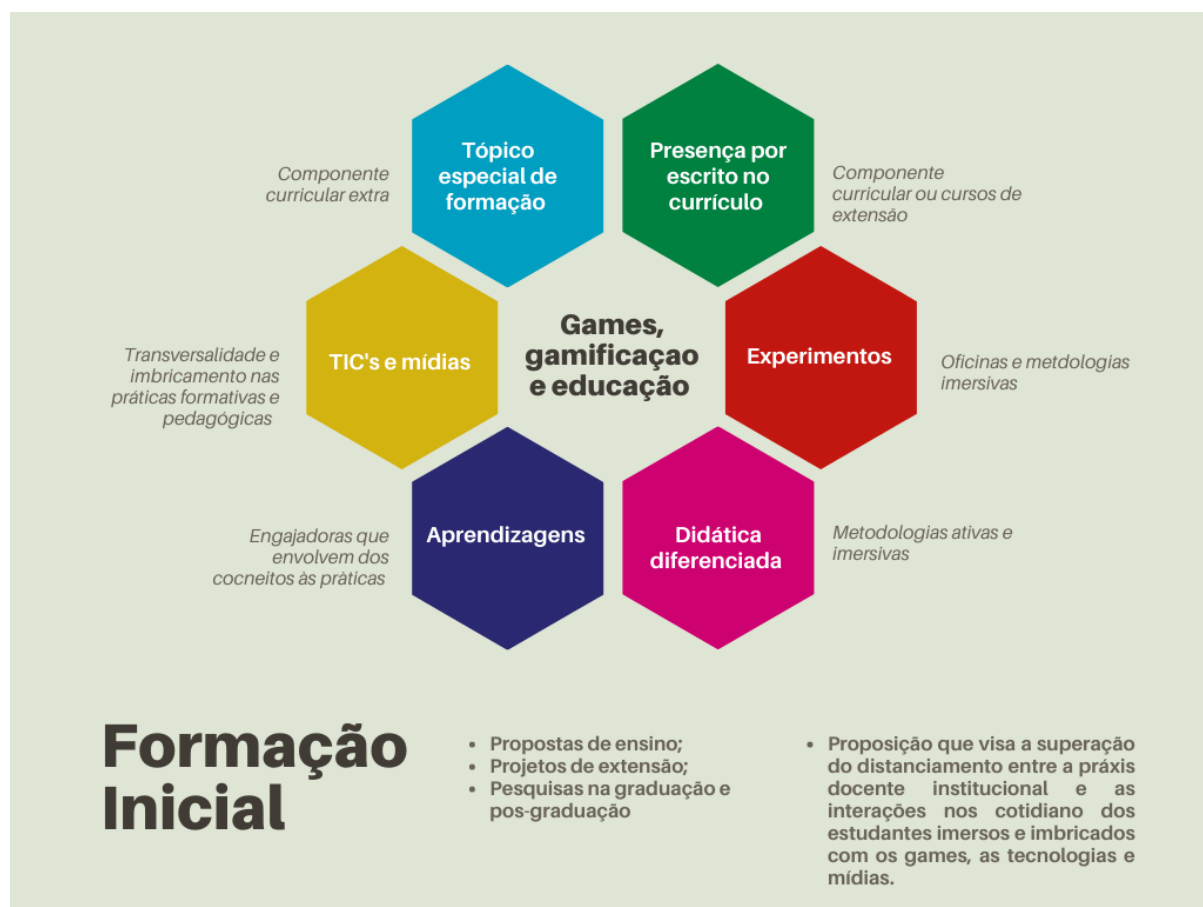 Tópico
especial de
formação
Presença por
escrito no
currículo
Componente
curricular extra
Componente
curricular ou cursos de
extensão
Games,
gamificaçao
e educação
TIC's e mídias
Experimentos
Transversalidade e
imbricamento nas
práticas formativas e
pedagógicas
Oficinas e metdologias
imersivas
Aprendizagens
Didática
diferenciada
Engajadoras que
envolvem dos
cocneitos às pràticas
Metodologias ativas e
imersivas
Formação
Inicial
• Propostas de ensino;
• Projetos de extensão;
• Pesquisas na graduação e
pos-graduação
• Proposição que visa a superação
do distanciamento entre a práxis
docente institucional e as
interações nos cotidiano dos
estudantes imersos e imbricados
com os games, as tecnologias e
mídias.